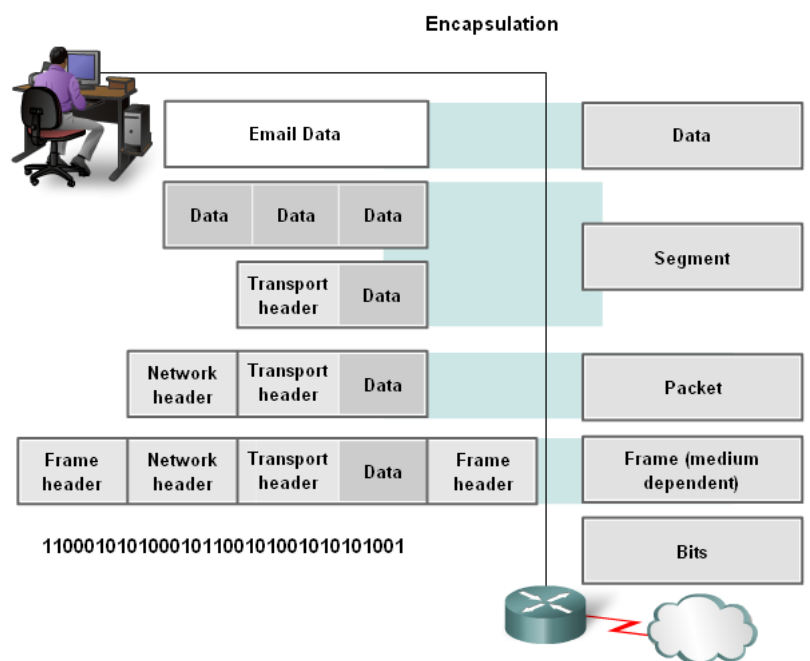 Encapsulation
Email Data
Data
Data Data Data
Segment
Transport
header
Data
Network
header
Transport
header
Data
Packet
Frame
header
Network
header
Transport
header
Data
Frame
header
Frame (medium
dependent)
1100010101000101100101001010101001
Bits